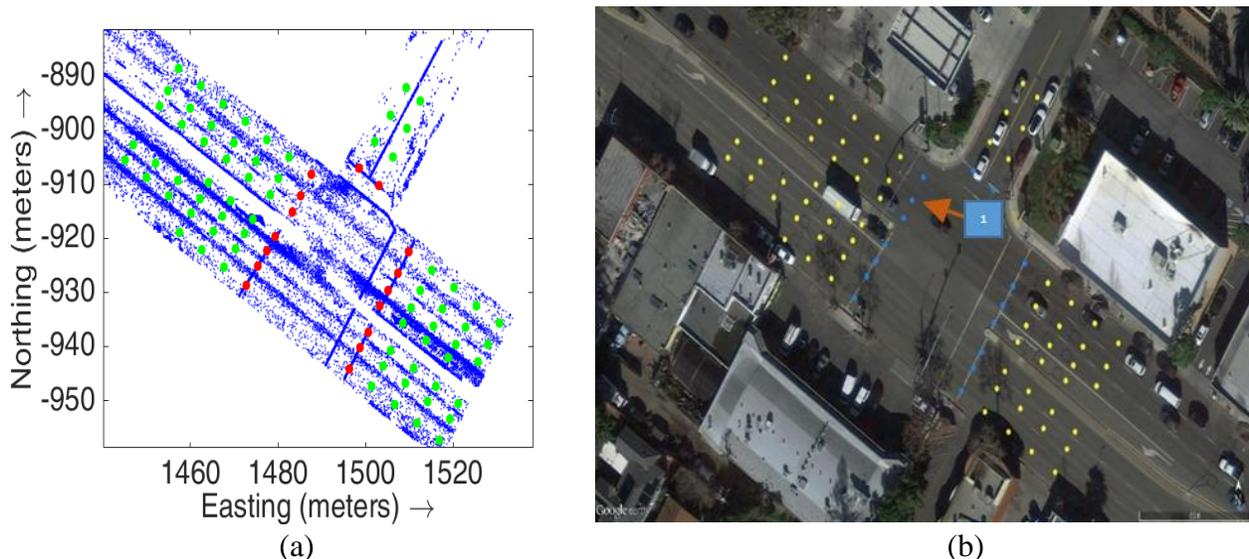 -890
-900
-910
-920
-930
-940
-950
Northing (meters) →
1460 1480 1500 1520
Easting (meters) →
(a)
1
Google earth
(b)